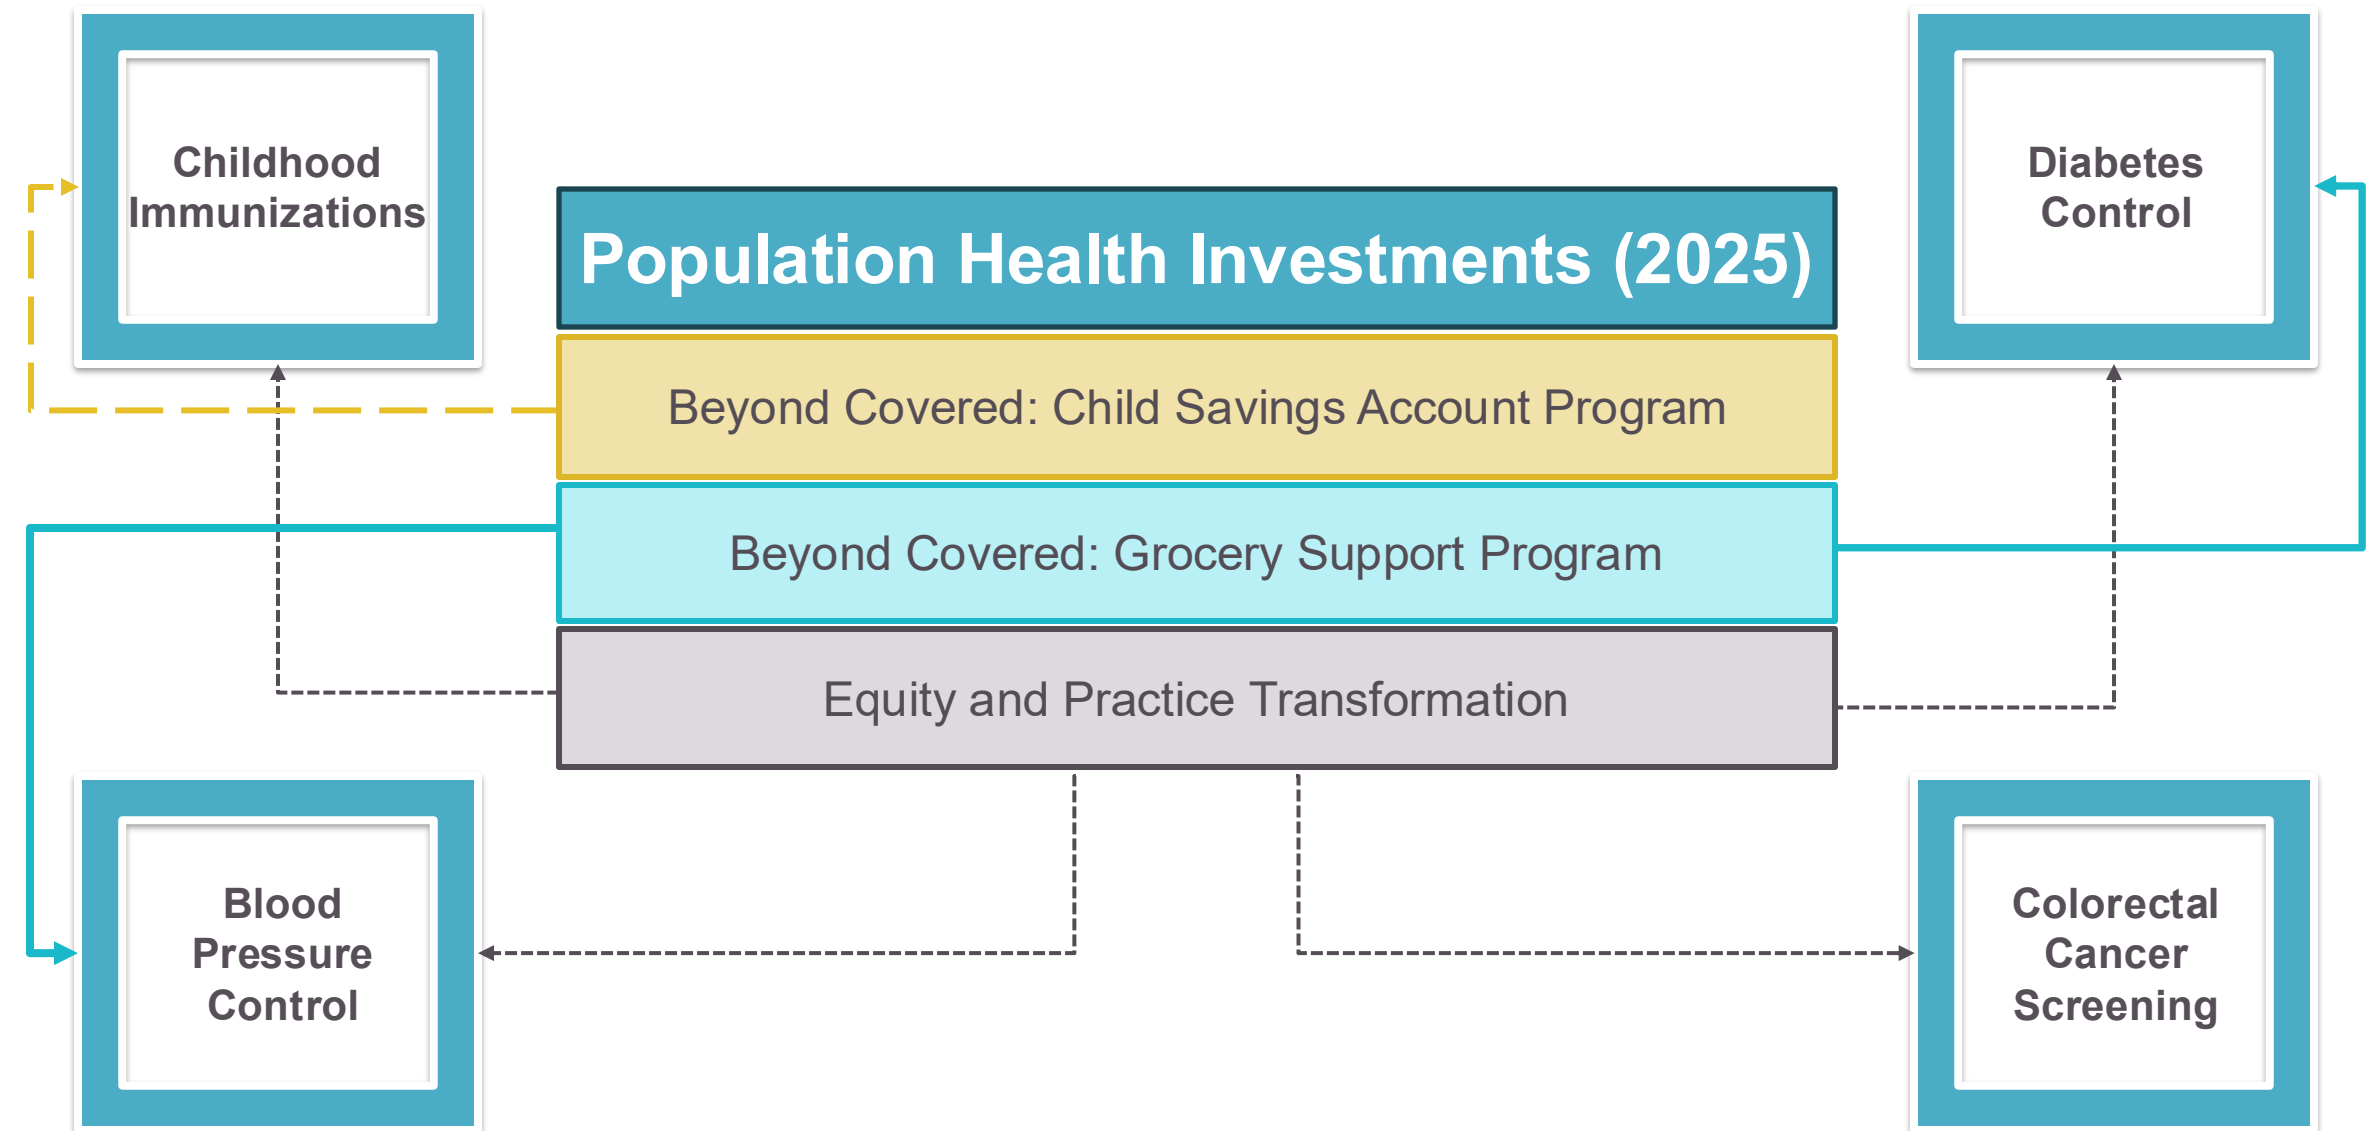 Childhood
Immunizations
Diabetes
Control
Population Health Investments (2025)
Beyond Covered: Child Savings Account Program
Beyond Covered: Grocery Support Program
Equity and Practice Transformation
Blood
Pressure
Control
Colorectal
Cancer
Screening